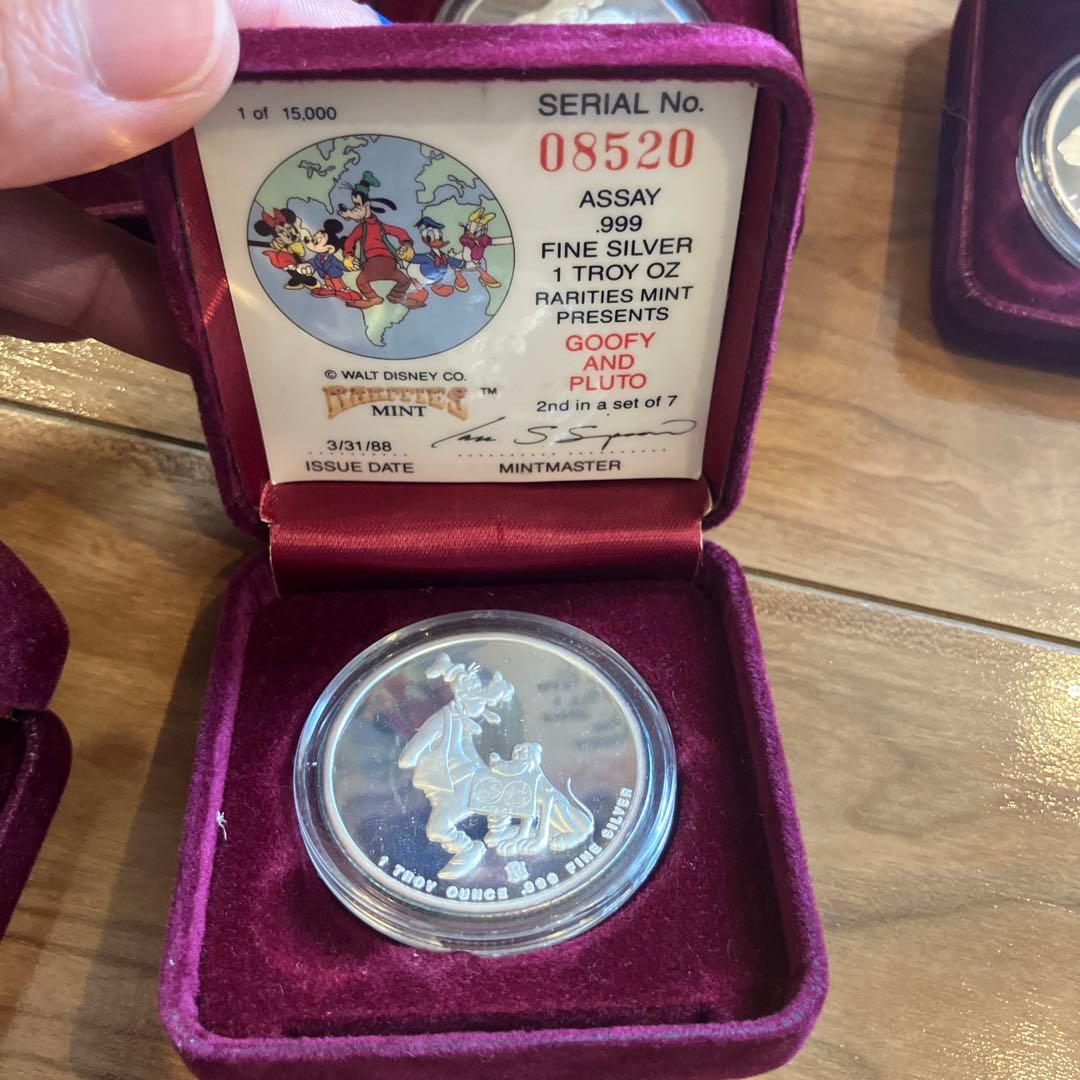 1 of 15,000
SERIAL No.
08520
ASSAY
.999
FINE SILVER
1 TROY OZ
RARITIES MINT
PRESENTS
GOOFY
AND
PLUTO
2nd in a set of 7
© WALT DISNEY CO.
RARITIES ™
MINT
3/31/88
ISSUE DATE
MINTMASTER
1 TROY OUNCE .999 FINE SILVER